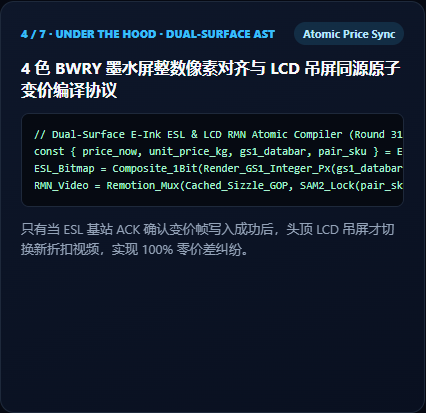 4 / 7 · UNDER THE HOOD · DUAL-SURFACE AST
Atomic Price Sync
4 色 BWRY 墨水屏整数像素对齐与 LCD 吊屏同源原子
变价编译协议
// Dual-Surface E-Ink ESL & LCD RMN Atomic Compiler (Round 31
const { price_now, unit_price_kg, gs1_databar, pair_sku } = E
ESL_Bitmap = Composite_1Bit(Render_GS1_Integer_Px(gs1_databar
RMN_Video = Remotion_Mux(Cached_Sizzle_GOP, SAM2_Lock(pair_sk
只有当 ESL 基站 ACK 确认变价帧写入成功后，头顶 LCD 吊屏才切
换新折扣视频，实现 100% 零价差纠纷。